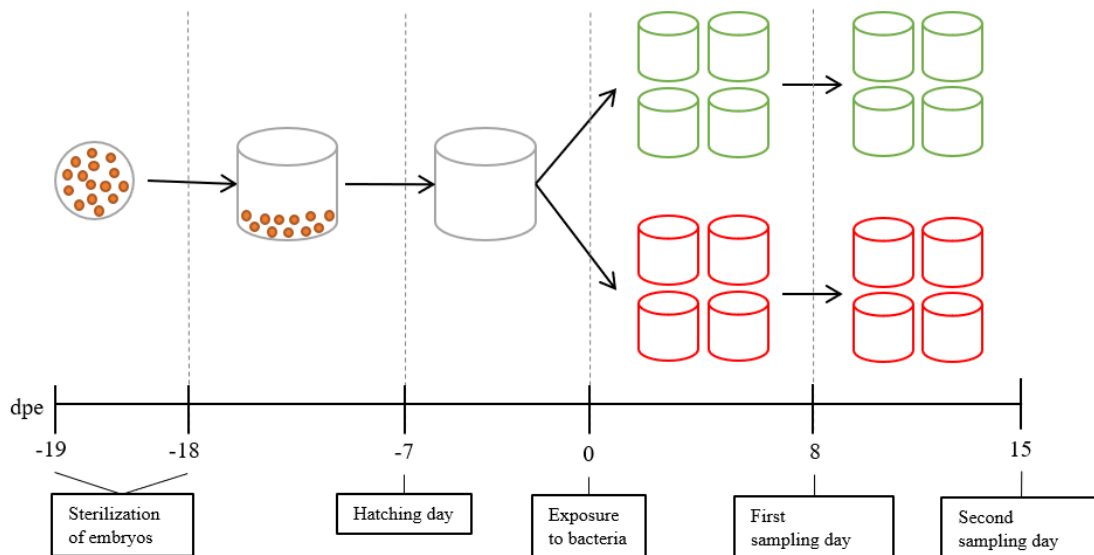 dpe
-19
-18
-7
0
8
15
Sterilization
of embryos
Hatching day
Exposure
to bacteria
First
sampling day
Second
sampling day